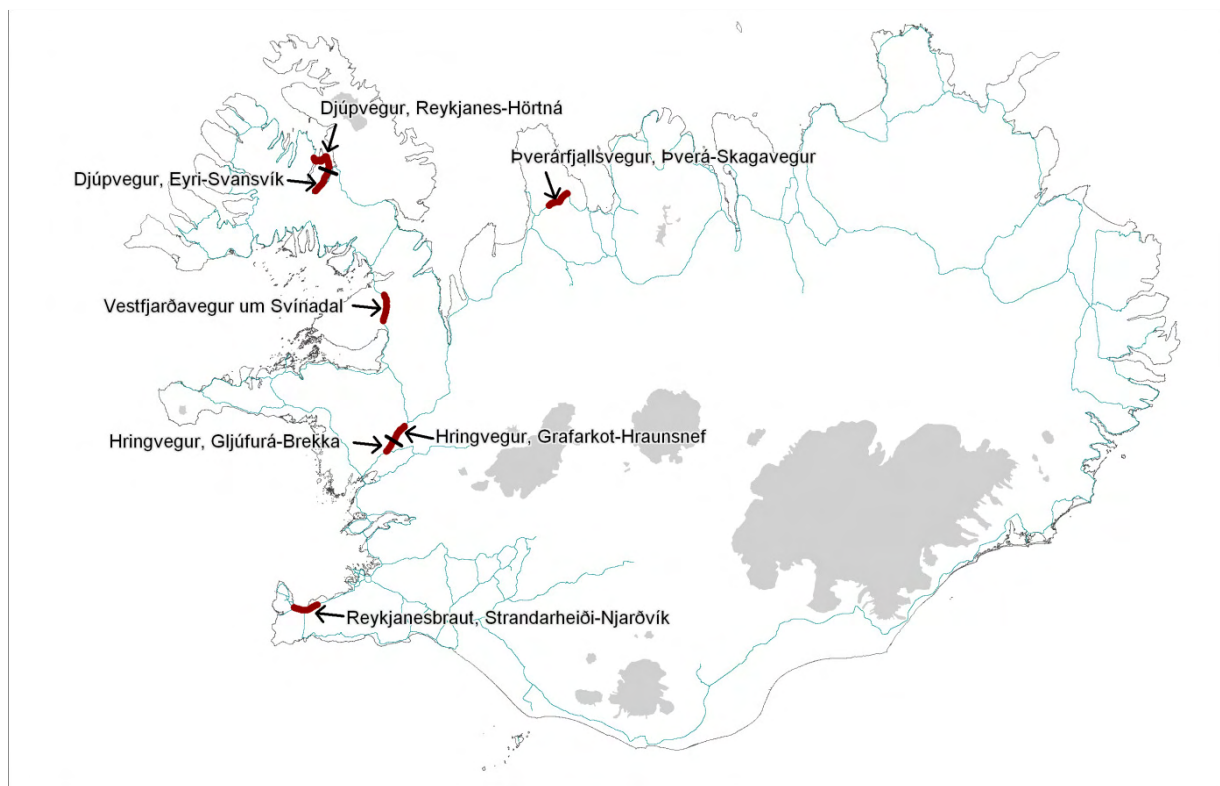 Djúpvegur, Reykjanes-Hörtná
Þverárfjallsvegur, Þverá-Skagavegur
Djúpvegur, Eyri-Svansvík
Vestfjarðavegur um Svínadal
Hringvegur, Gljúfurá-Brekka
Hringvegur, Grafarkot-Hraunsnef
Reykjanesbraut, Strandarheiði-Njarðvík